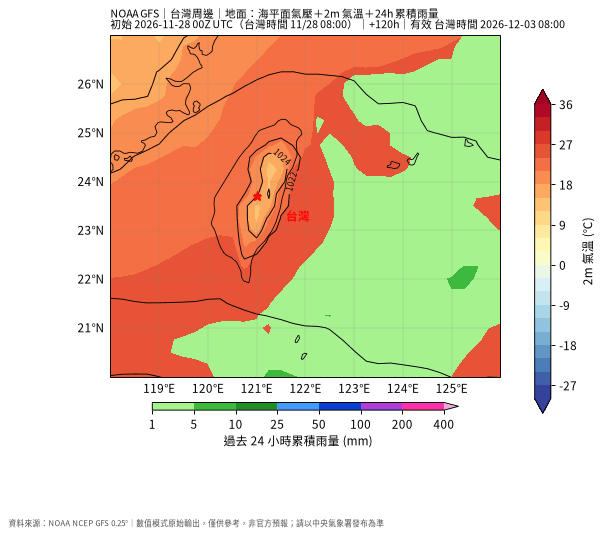 NOAA GFS｜台灣周邊｜地面：海平面氣壓＋2m 氣溫＋24h 累積雨量
初始 2026-11-28 00Z UTC（台灣時間 11/28 08:00）｜+120h｜有效 台灣時間 2026-12-03 08:00
26°N
25°N
24°N
23°N
22°N
21°N
1024
1022
台灣
119°E 120°E 121°E 122°E 123°E 124°E 125°E
36
27
18
9
0
-9
-18
-27
2m 氣溫 (°C)
1 5 10 25 50 100 200 400
過去 24 小時累積雨量 (mm)
資料來源：NOAA NCEP GFS 0.25°｜數值模式原始輸出，僅供參考，非官方預報；請以中央氣象署發布為準